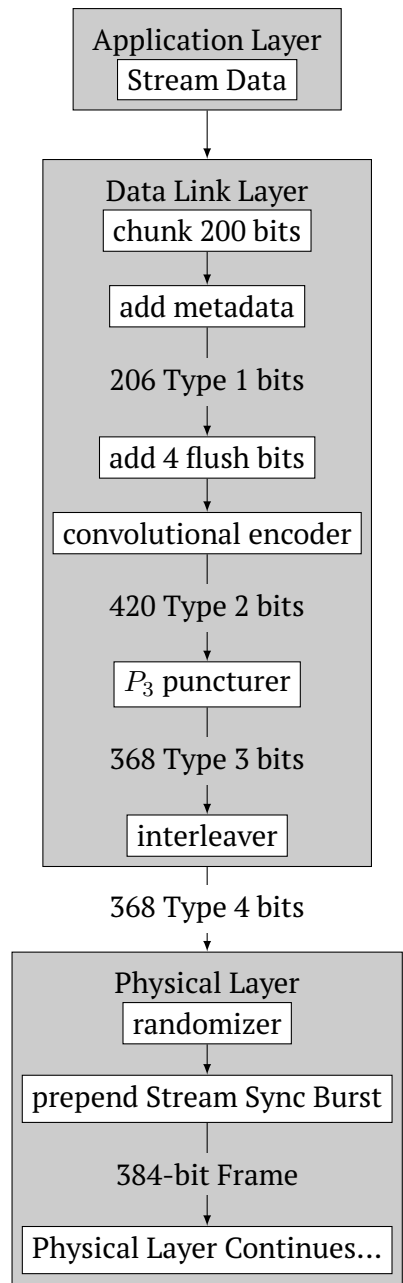 Application Layer
Stream Data
Data Link Layer
chunk 200 bits
add metadata
206 Type 1 bits
add 4 flush bits
convolutional encoder
420 Type 2 bits
P₃ puncturer
368 Type 3 bits
interleaver
368 Type 4 bits
Physical Layer
randomizer
prepend Stream Sync Burst
384-bit Frame
Physical Layer Continues...